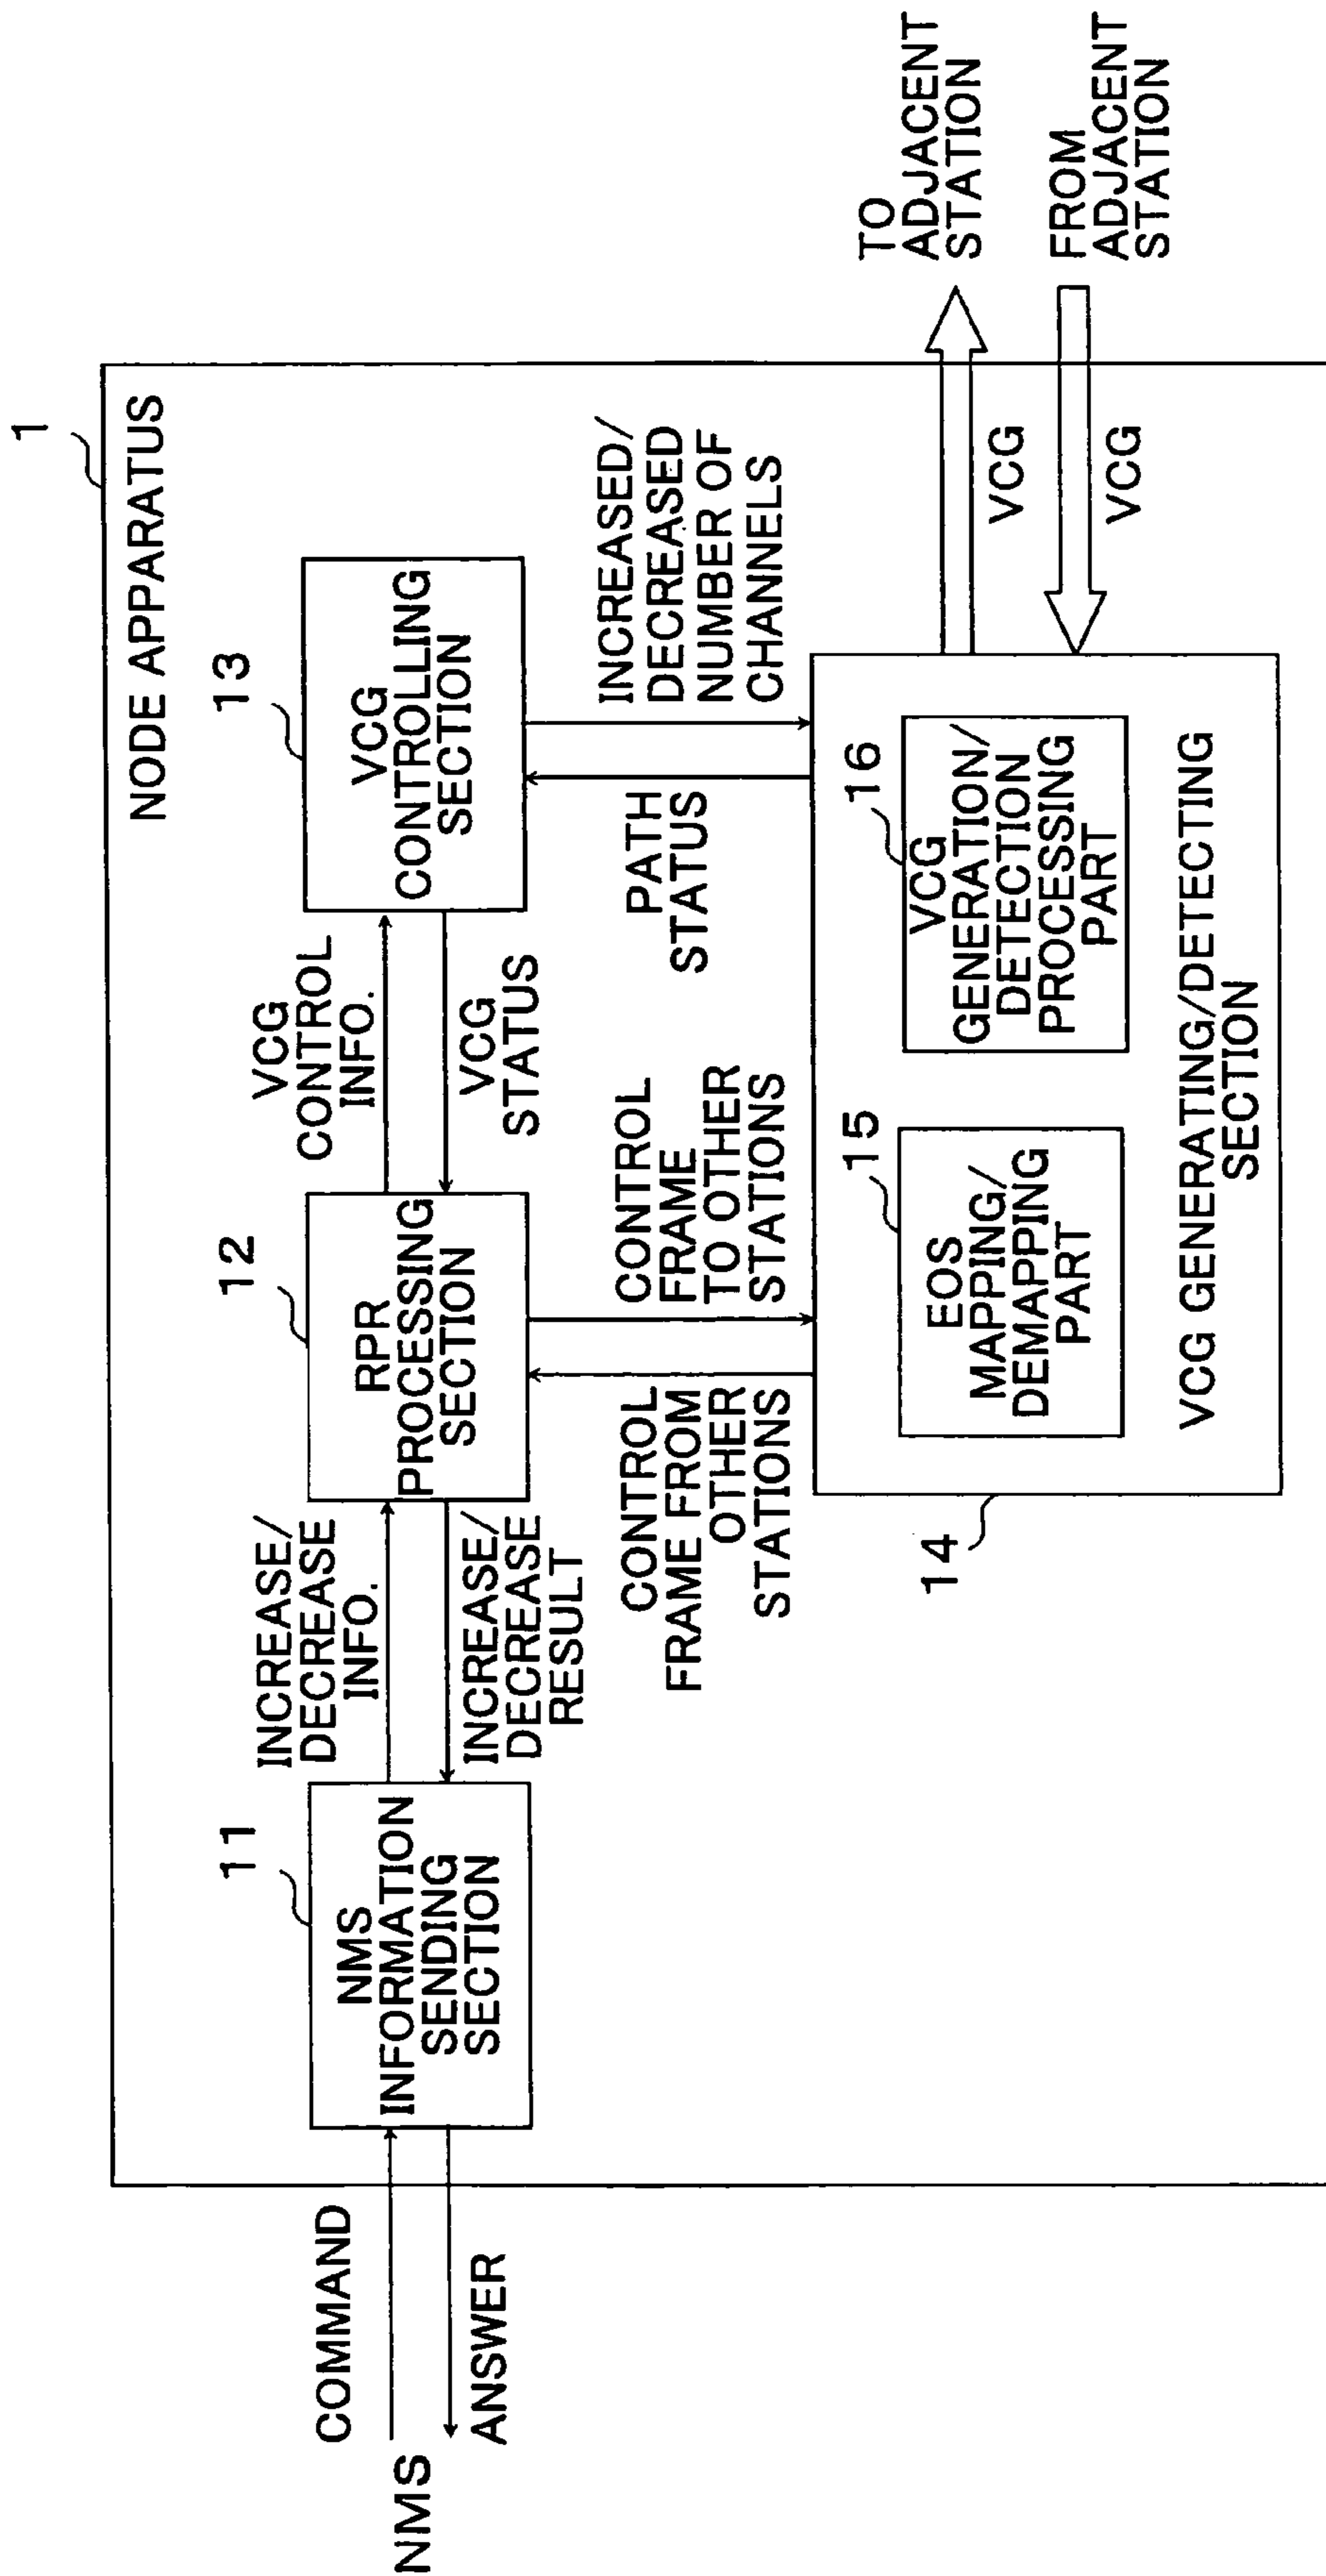 1
NODE APPARATUS
NMS
COMMAND
ANSWER
11
NMS
INFORMATION
SENDING
SECTION
INCREASE/
DECREASE
INFO.
INCREASE/
DECREASE
RESULT
12
RPR
PROCESSING
SECTION
VCG
CONTROL
INFO.
VCG
STATUS
13
VCG
CONTROLLING
SECTION
CONTROL
FRAME FROM
OTHER
STATIONS
CONTROL
FRAME
TO OTHER
STATIONS
PATH
STATUS
INCREASED/
DECREASED
NUMBER OF
CHANNELS
14
15
EOS
MAPPING/
DEMAPPING
PART
16
VCG
GENERATION/
DETECTION
PROCESSING
PART
VCG GENERATING/DETECTING
SECTION
VCG
TO
ADJACENT
STATION
VCG
FROM
ADJACENT
STATION